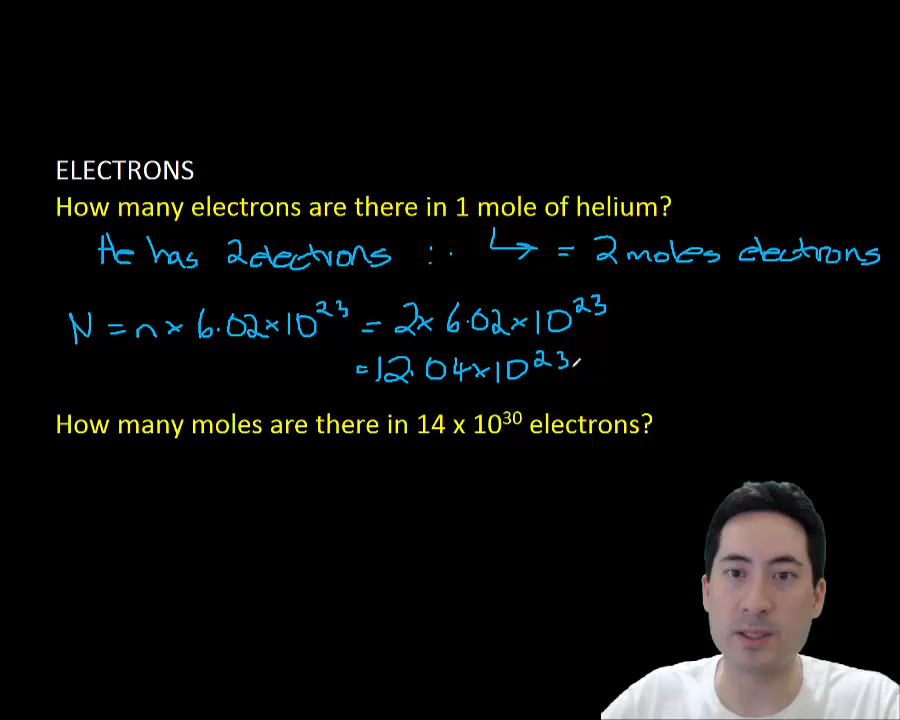 ELECTRONS
How many electrons are there in 1 mole of helium?
He has 2 electrons ∴ ↳ = 2 moles electrons
N = n × 6.02 × 10²³ = 2 × 6.02 × 10²³
= 12.04 × 10²³
How many moles are there in 14 x 10³⁰ electrons?